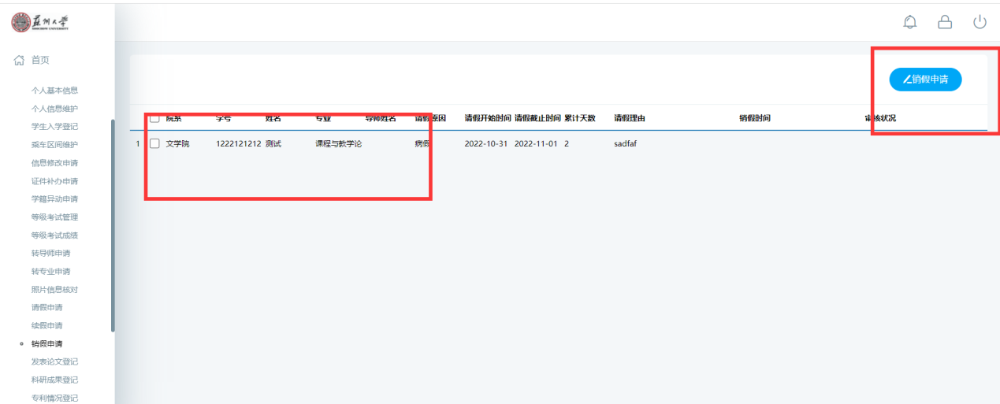 蘇州大学
SOOCHOW UNIVERSITY
首页
个人基本信息
个人信息维护
学生入学登记
乘车区间维护
信息修改申请
证件补办申请
学籍异动申请
等级考试管理
等级考试成绩
转导师申请
转专业申请
照片信息核对
请假申请
续假申请
销假申请
发表论文登记
科研成果登记
专利情况登记
销假申请
院系 学号 姓名 专业 导师姓名 请假原因 请假开始时间 请假截止时间 累计天数 请假理由 销假时间 审核状况
1 文学院 1222121212 测试 课程与教学论 病假 2022-10-31 2022-11-01 2 sadfaf